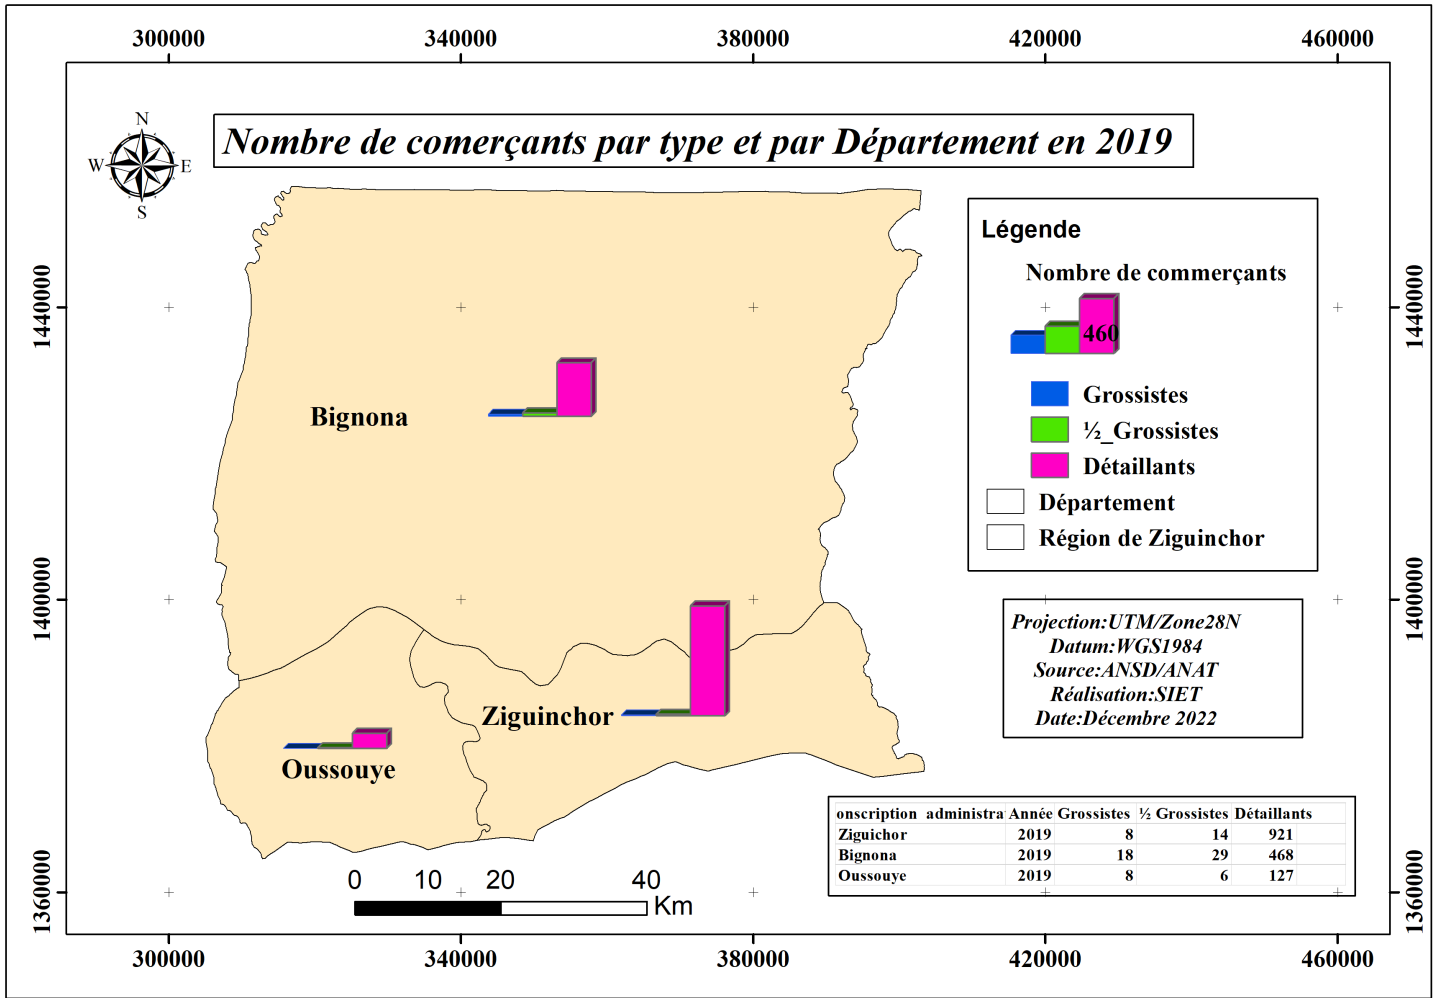 300000 340000 380000 420000 460000
N
W E
S
Nombre de comerçants par type et par Département en 2019
Légende
Nombre de commerçants
460
Grossistes
½_Grossistes
Détaillants
Département
Région de Ziguinchor
1440000 1440000
Bignona
1400000 1400000
Projection:UTM/Zone28N
Datum:WGS1984
Source:ANSD/ANAT
Réalisation:SIET
Date:Décembre 2022
Ziguinchor
Oussouye
onscription administra Année Grossistes ½ Grossistes Détaillants
Ziguichor 2019 8 14 921
Bignona 2019 18 29 468
Oussouye 2019 8 6 127
1360000 1360000
0 10 20 40
Km
300000 340000 380000 420000 460000